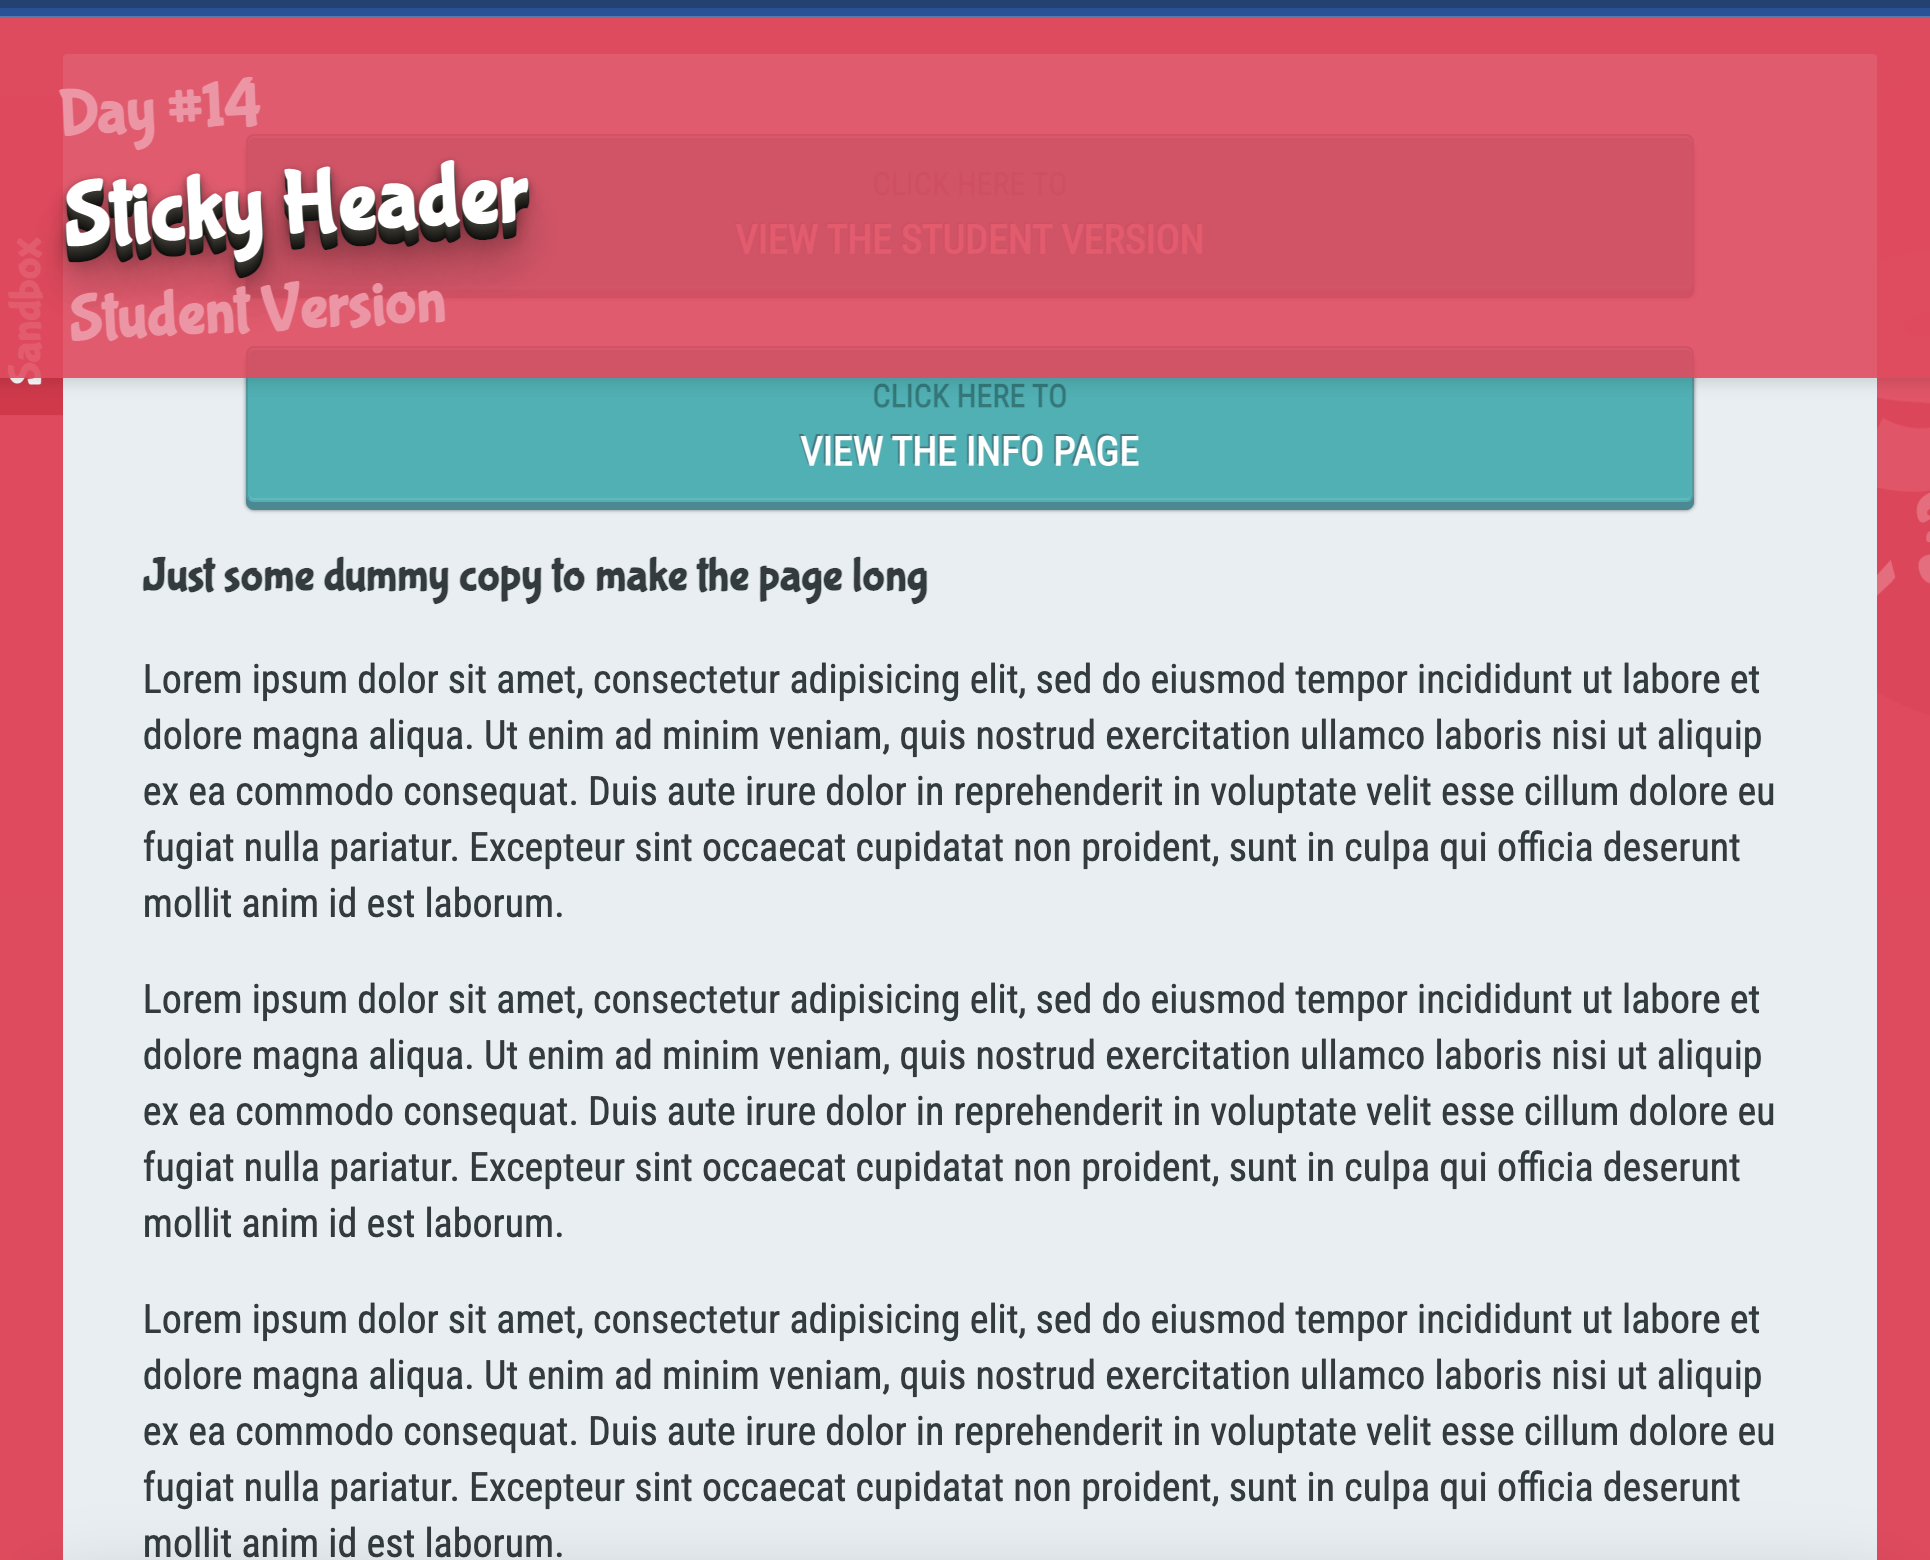 Day #14
Sticky Header
Student Version
Sandbox
CLICK HERE TO
VIEW THE STUDENT VERSION
CLICK HERE TO
VIEW THE INFO PAGE
Just some dummy copy to make the page long
Lorem ipsum dolor sit amet, consectetur adipisicing elit, sed do eiusmod tempor incididunt ut labore et
dolore magna aliqua. Ut enim ad minim veniam, quis nostrud exercitation ullamco laboris nisi ut aliquip
ex ea commodo consequat. Duis aute irure dolor in reprehenderit in voluptate velit esse cillum dolore eu
fugiat nulla pariatur. Excepteur sint occaecat cupidatat non proident, sunt in culpa qui officia deserunt
mollit anim id est laborum.
Lorem ipsum dolor sit amet, consectetur adipisicing elit, sed do eiusmod tempor incididunt ut labore et
dolore magna aliqua. Ut enim ad minim veniam, quis nostrud exercitation ullamco laboris nisi ut aliquip
ex ea commodo consequat. Duis aute irure dolor in reprehenderit in voluptate velit esse cillum dolore eu
fugiat nulla pariatur. Excepteur sint occaecat cupidatat non proident, sunt in culpa qui officia deserunt
mollit anim id est laborum.
Lorem ipsum dolor sit amet, consectetur adipisicing elit, sed do eiusmod tempor incididunt ut labore et
dolore magna aliqua. Ut enim ad minim veniam, quis nostrud exercitation ullamco laboris nisi ut aliquip
ex ea commodo consequat. Duis aute irure dolor in reprehenderit in voluptate velit esse cillum dolore eu
fugiat nulla pariatur. Excepteur sint occaecat cupidatat non proident, sunt in culpa qui officia deserunt
mollit anim id est laborum.